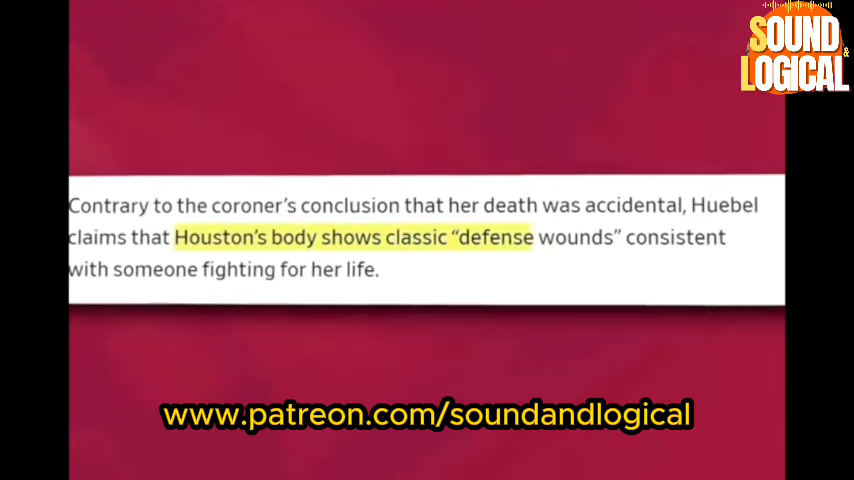 SOUND
&
LOGICAL
Contrary to the coroner's conclusion that her death was accidental, Huebel
claims that Houston's body shows classic “defense wounds” consistent
with someone fighting for her life.
www.patreon.com/soundandlogical